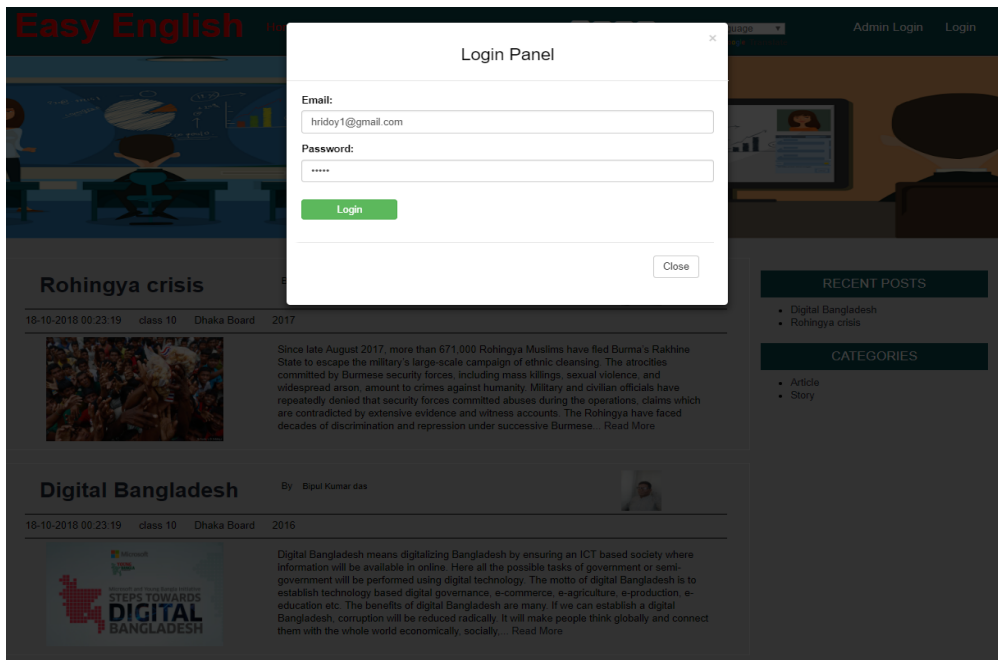 Easy English
Admin Login
Login
×
Login Panel
Email:
hridoy1@gmail.com
Password:
•••••
Login
Close
Rohingya crisis
18-10-2018 00:23:19 class 10 Dhaka Board 2017
Since late August 2017, more than 671,000 Rohingya Muslims have fled Burma's Rakhine
State to escape the military's large-scale campaign of ethnic cleansing. The atrocities
committed by Burmese security forces, including mass killings, sexual violence, and
widespread arson, amount to crimes against humanity. Military and civilian officials have
repeatedly denied that security forces committed abuses during the operations, claims which
are contradicted by extensive evidence and witness accounts. The Rohingya have faced
decades of discrimination and repression under successive Burmese... Read More
RECENT POSTS
Digital Bangladesh
Rohingya crisis
CATEGORIES
Article
Story
Digital Bangladesh
By Bipul Kumar das
18-10-2018 00:23:19 class 10 Dhaka Board 2016
Microsoft
STEPS TOWARDS
DIGITAL
BANGLADESH
Digital Bangladesh means digitalizing Bangladesh by ensuring an ICT based society where
information will be available in online. Here all the possible tasks of government or semi-
government will be performed using digital technology. The motto of digital Bangladesh is to
establish technology based digital governance, e-commerce, e-agriculture, e-production, e-
education etc. The benefits of digital Bangladesh are many. If we can establish a digital
Bangladesh, corruption will be reduced radically. It will make people think globally and connect
them with the whole world economically, socially,... Read More